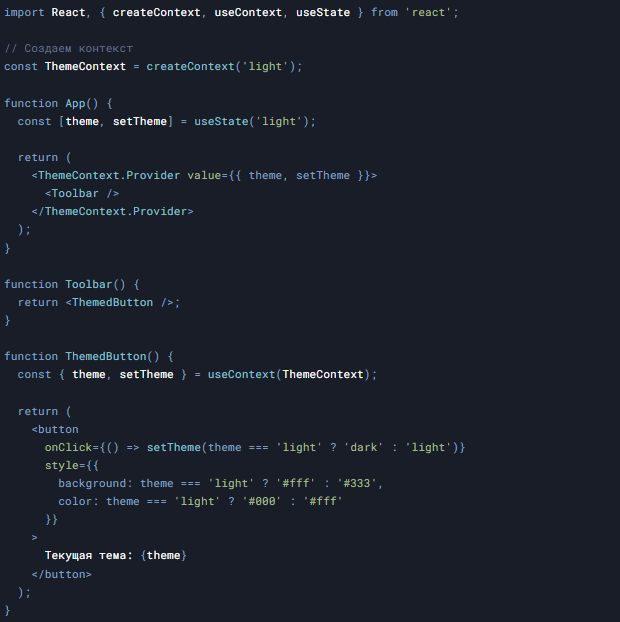 import React, { createContext, useContext, useState } from 'react';
// Создаем контекст
const ThemeContext = createContext('light');
function App() {
  const [theme, setTheme] = useState('light');
  return (
    <ThemeContext.Provider value={{ theme, setTheme }}>
      <Toolbar />
    </ThemeContext.Provider>
  );
}
function Toolbar() {
  return <ThemedButton />;
}
function ThemedButton() {
  const { theme, setTheme } = useContext(ThemeContext);
  return (
    <button
      onClick={() => setTheme(theme === 'light' ? 'dark' : 'light')}
      style={{
        background: theme === 'light' ? '#fff' : '#333',
        color: theme === 'light' ? '#000' : '#fff'
      }}
    >
      Текущая тема: {theme}
    </button>
  );
}